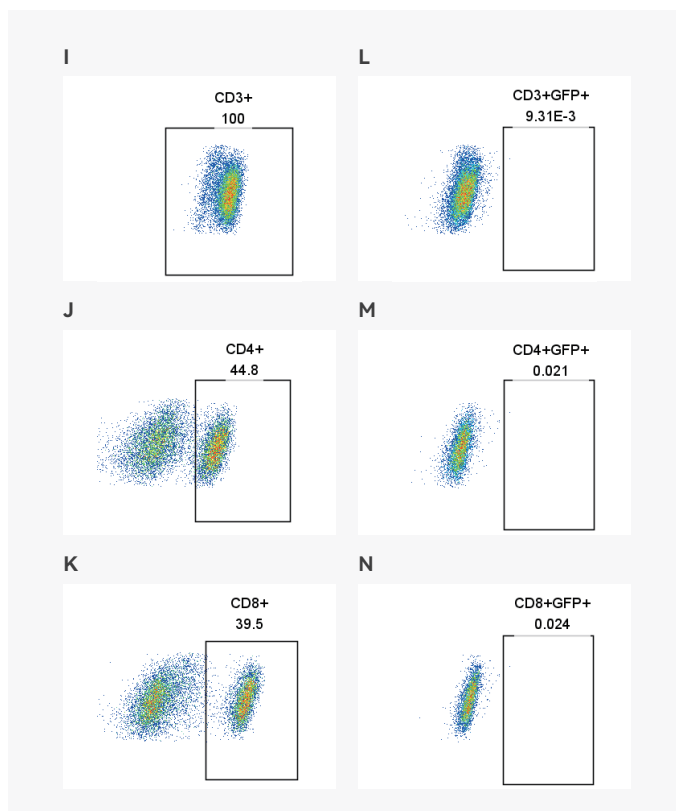 I
CD3+
100
L
CD3+GFP+
9.31E-3
J
CD4+
44.8
M
CD4+GFP+
0.021
K
CD8+
39.5
N
CD8+GFP+
0.024